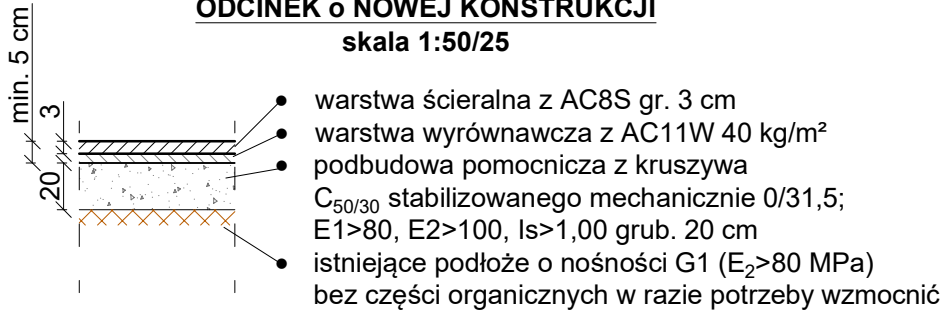 ODCINEK o NOWEJ KONSTRUKCJI
skala 1:50/25
min. 5 cm
3
20
warstwa ścieralna z AC8S gr. 3 cm
warstwa wyrównawcza z AC11W 40 kg/m²
podbudowa pomocnicza z kruszywa
C50/30 stabilizowanego mechanicznie 0/31,5;
E1>80, E2>100, Is>1,00 grub. 20 cm
istniejące podłoże o nośności G1 (E2>80 MPa)
bez części organicznych w razie potrzeby wzmocnić